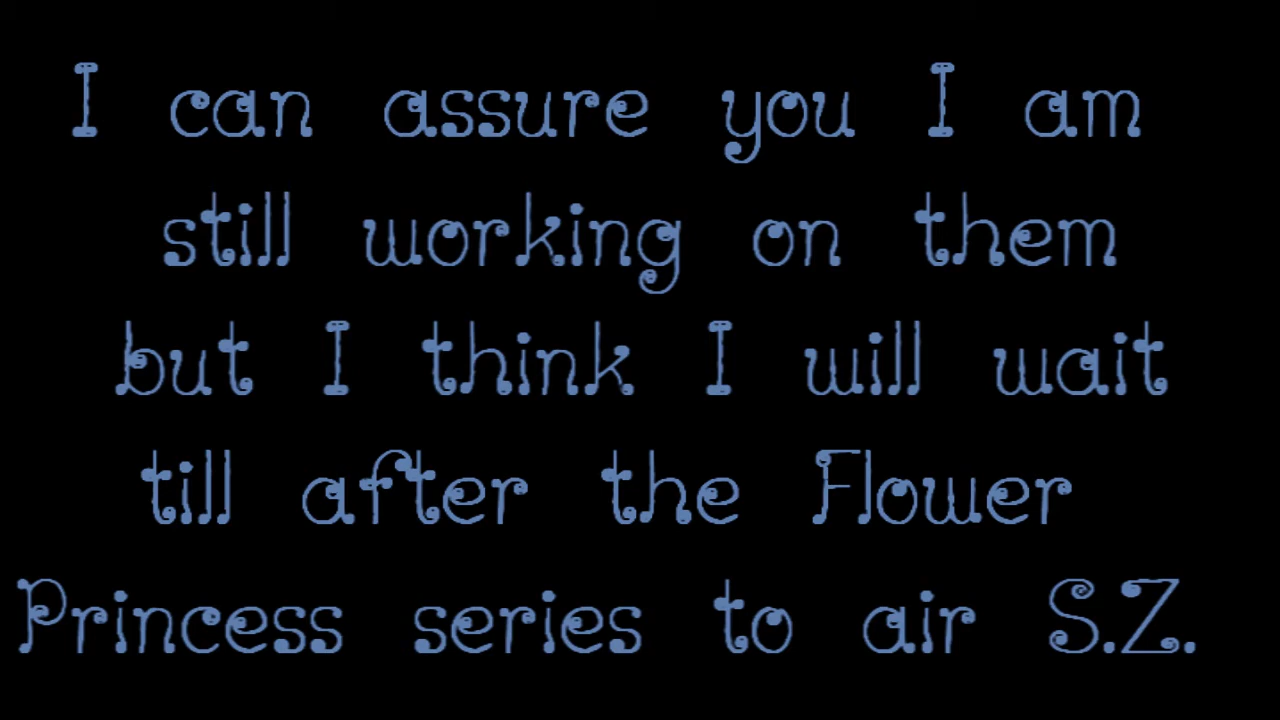 I can assure you I am
still working on them
but I think I will wait
till after the Flower
Princess series to air S.Z.